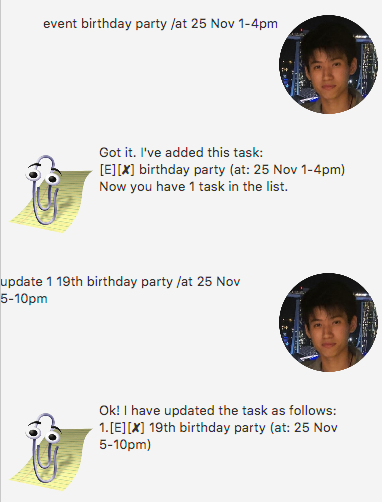 event birthday party /at 25 Nov 1-4pm
Got it. I've added this task:
[E][✘] birthday party (at: 25 Nov 1-4pm)
Now you have 1 task in the list.
update 1 19th birthday party /at 25 Nov
5-10pm
Ok! I have updated the task as follows:
1.[E][✘] 19th birthday party (at: 25 Nov
5-10pm)